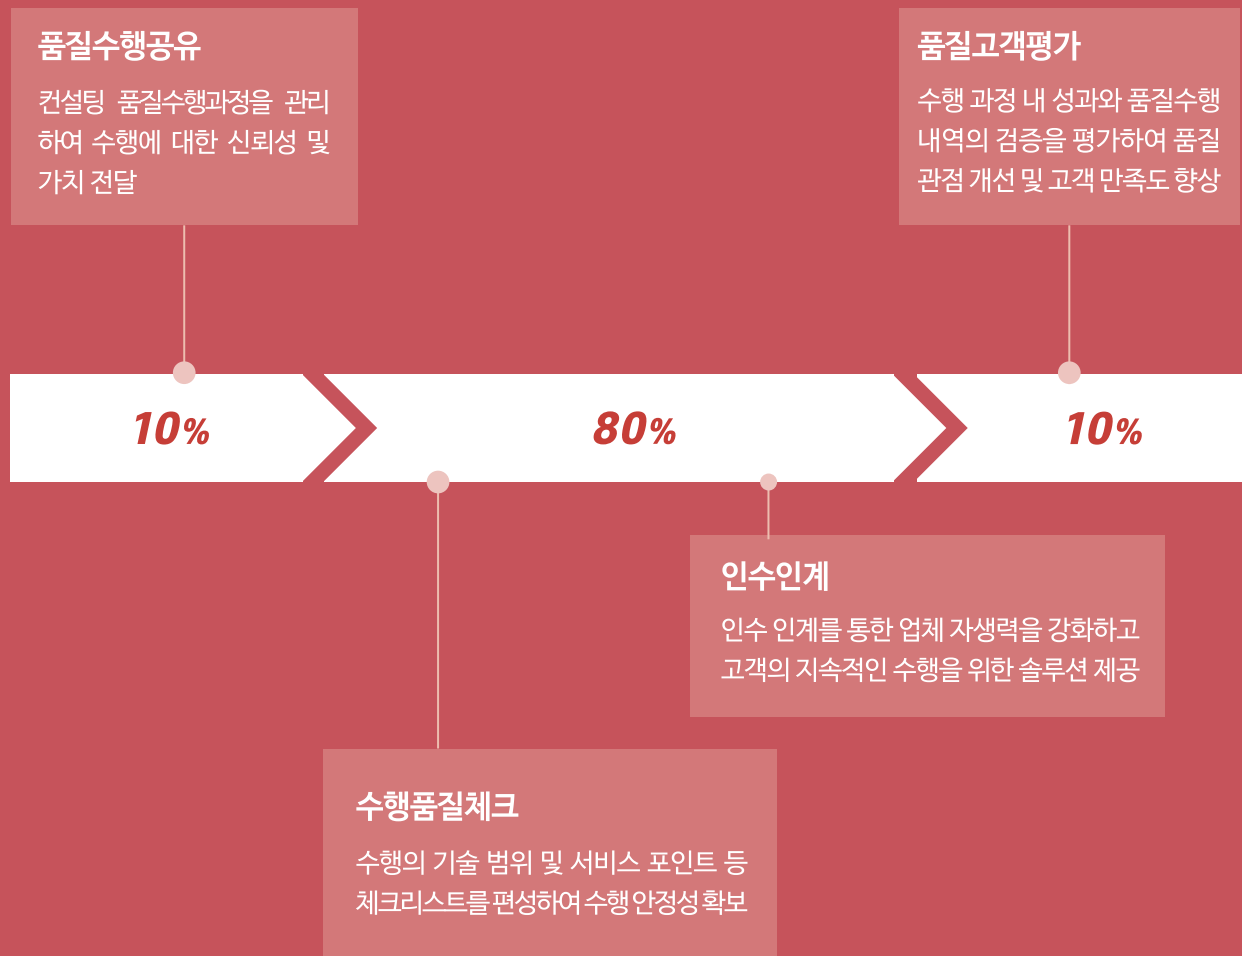 품질수행공유
컨설팅 품질수행과정을 관리
하여 수행에 대한 신뢰성 및
가치 전달
품질고객평가
수행 과정 내 성과와 품질수행
내역의 검증을 평가하여 품질
관점 개선 및 고객 만족도 향상
10%
80%
10%
인수인계
인수 인계를 통한 업체 자생력을 강화하고
고객의 지속적인 수행을 위한 솔루션 제공
수행품질체크
수행의 기술 범위 및 서비스 포인트 등
체크리스트를 편성하여 수행 안정성 확보